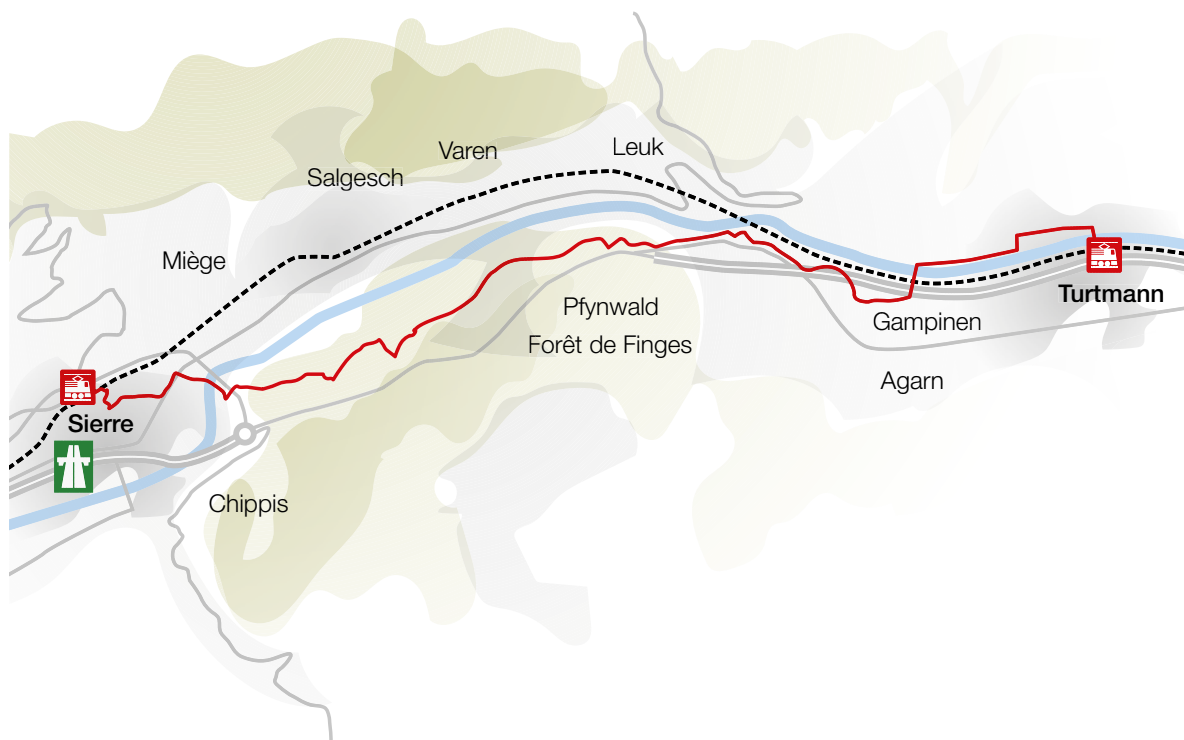 Varen
Leuk
Salgesch
Miège
Turtmann
Pfynwald
Gampinen
Forêt de Finges
Agarn
Sierre
Chippis